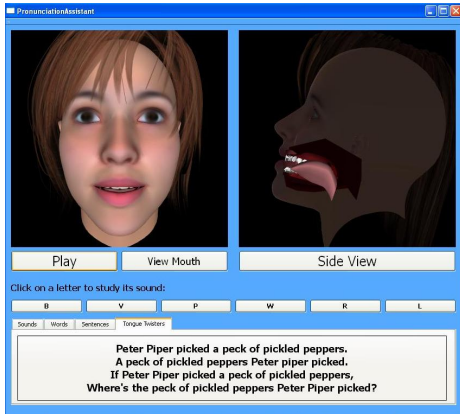 PronunciationAssistant
Play
View Mouth
Side View
Click on a letter to study its sound:
B V P W R L
Sounds Words Sentences Tongue Twisters
Peter Piper picked a peck of pickled peppers.
A peck of pickled peppers Peter piper picked.
If Peter Piper picked a peck of pickled peppers,
Where's the peck of pickled peppers Peter Piper picked?